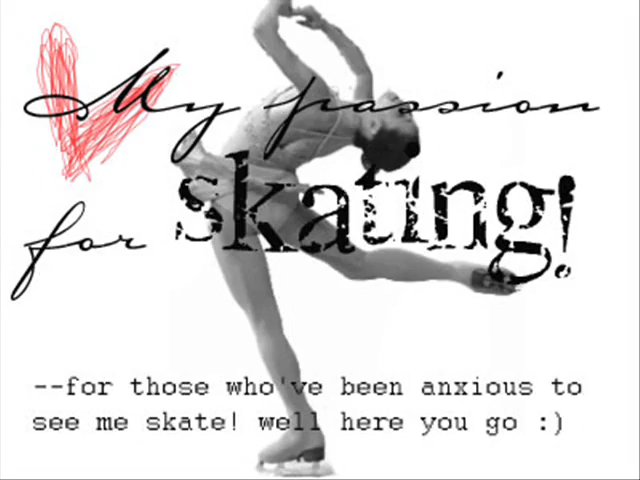 My passion
for skating!
--for those who've been anxious to
see me skate! well here you go :)